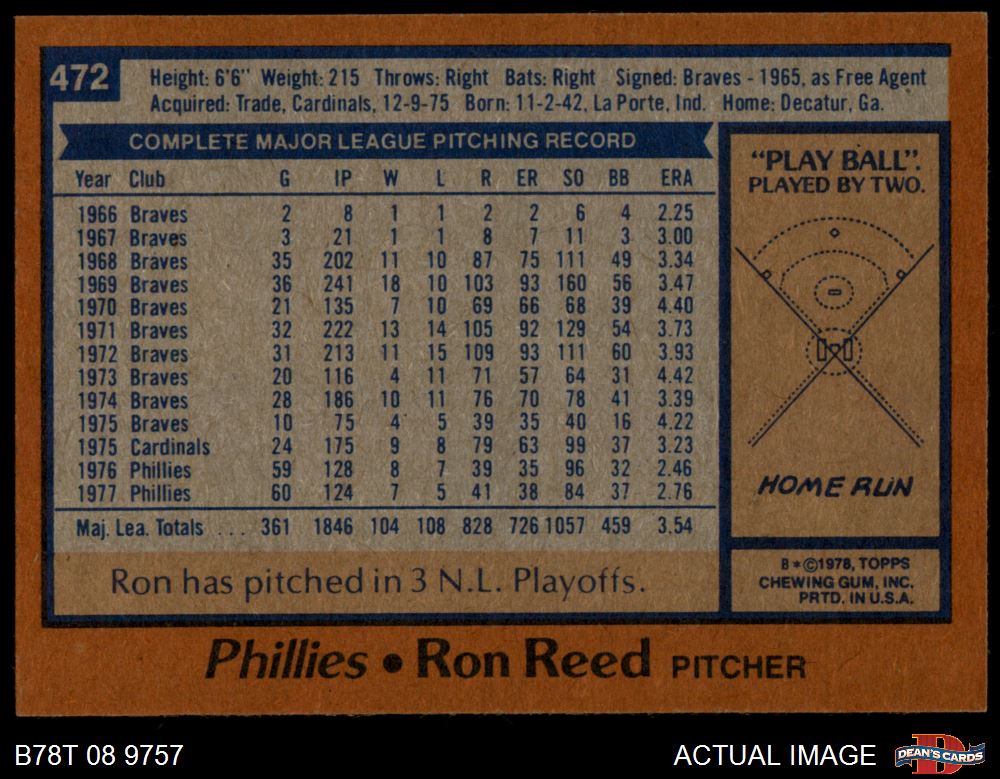 472
Height: 6'6" Weight: 215 Throws: Right Bats: Right Signed: Braves - 1965, as Free Agent
Acquired: Trade, Cardinals, 12-9-75 Born: 11-2-42, La Porte, Ind. Home: Decatur, Ga.
COMPLETE MAJOR LEAGUE PITCHING RECORD
Year Club G IP W L R ER SO BB ERA
1966 Braves 2 8 1 1 2 2 6 4 2.25
1967 Braves 3 21 1 1 8 7 11 3 3.00
1968 Braves 35 202 11 10 87 75 111 49 3.34
1969 Braves 36 241 18 10 103 93 160 56 3.47
1970 Braves 21 135 7 10 69 66 68 39 4.40
1971 Braves 32 222 13 14 105 92 129 54 3.73
1972 Braves 31 213 11 15 109 93 111 60 3.93
1973 Braves 20 116 4 11 71 57 64 31 4.42
1974 Braves 28 186 10 11 76 70 78 41 3.39
1975 Braves 10 75 4 5 39 35 40 16 4.22
1975 Cardinals 24 175 9 8 79 63 99 37 3.23
1976 Phillies 59 128 8 7 39 35 96 32 2.46
1977 Phillies 60 124 7 5 41 38 84 37 2.76
Maj. Lea. Totals . . . 361 1846 104 108 828 726 1057 459 3.54
Ron has pitched in 3 N.L. Playoffs.
"PLAY BALL".
PLAYED BY TWO.
HOME RUN
B*©1978, TOPPS
CHEWING GUM, INC.
PRTD. IN U.S.A.
Phillies • Ron Reed PITCHER
B78T 08 9757
ACTUAL IMAGE
DEAN'S CARDS